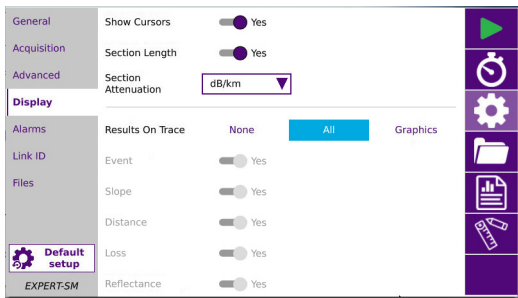 General
Acquisition
Advanced
Display
Alarms
Link ID
Files
Default
setup
EXPERT-SM
Show Cursors Yes
Section Length Yes
Section
Attenuation dB/km
Results On Trace None All Graphics
Event Yes
Slope Yes
Distance Yes
Loss Yes
Reflectance Yes